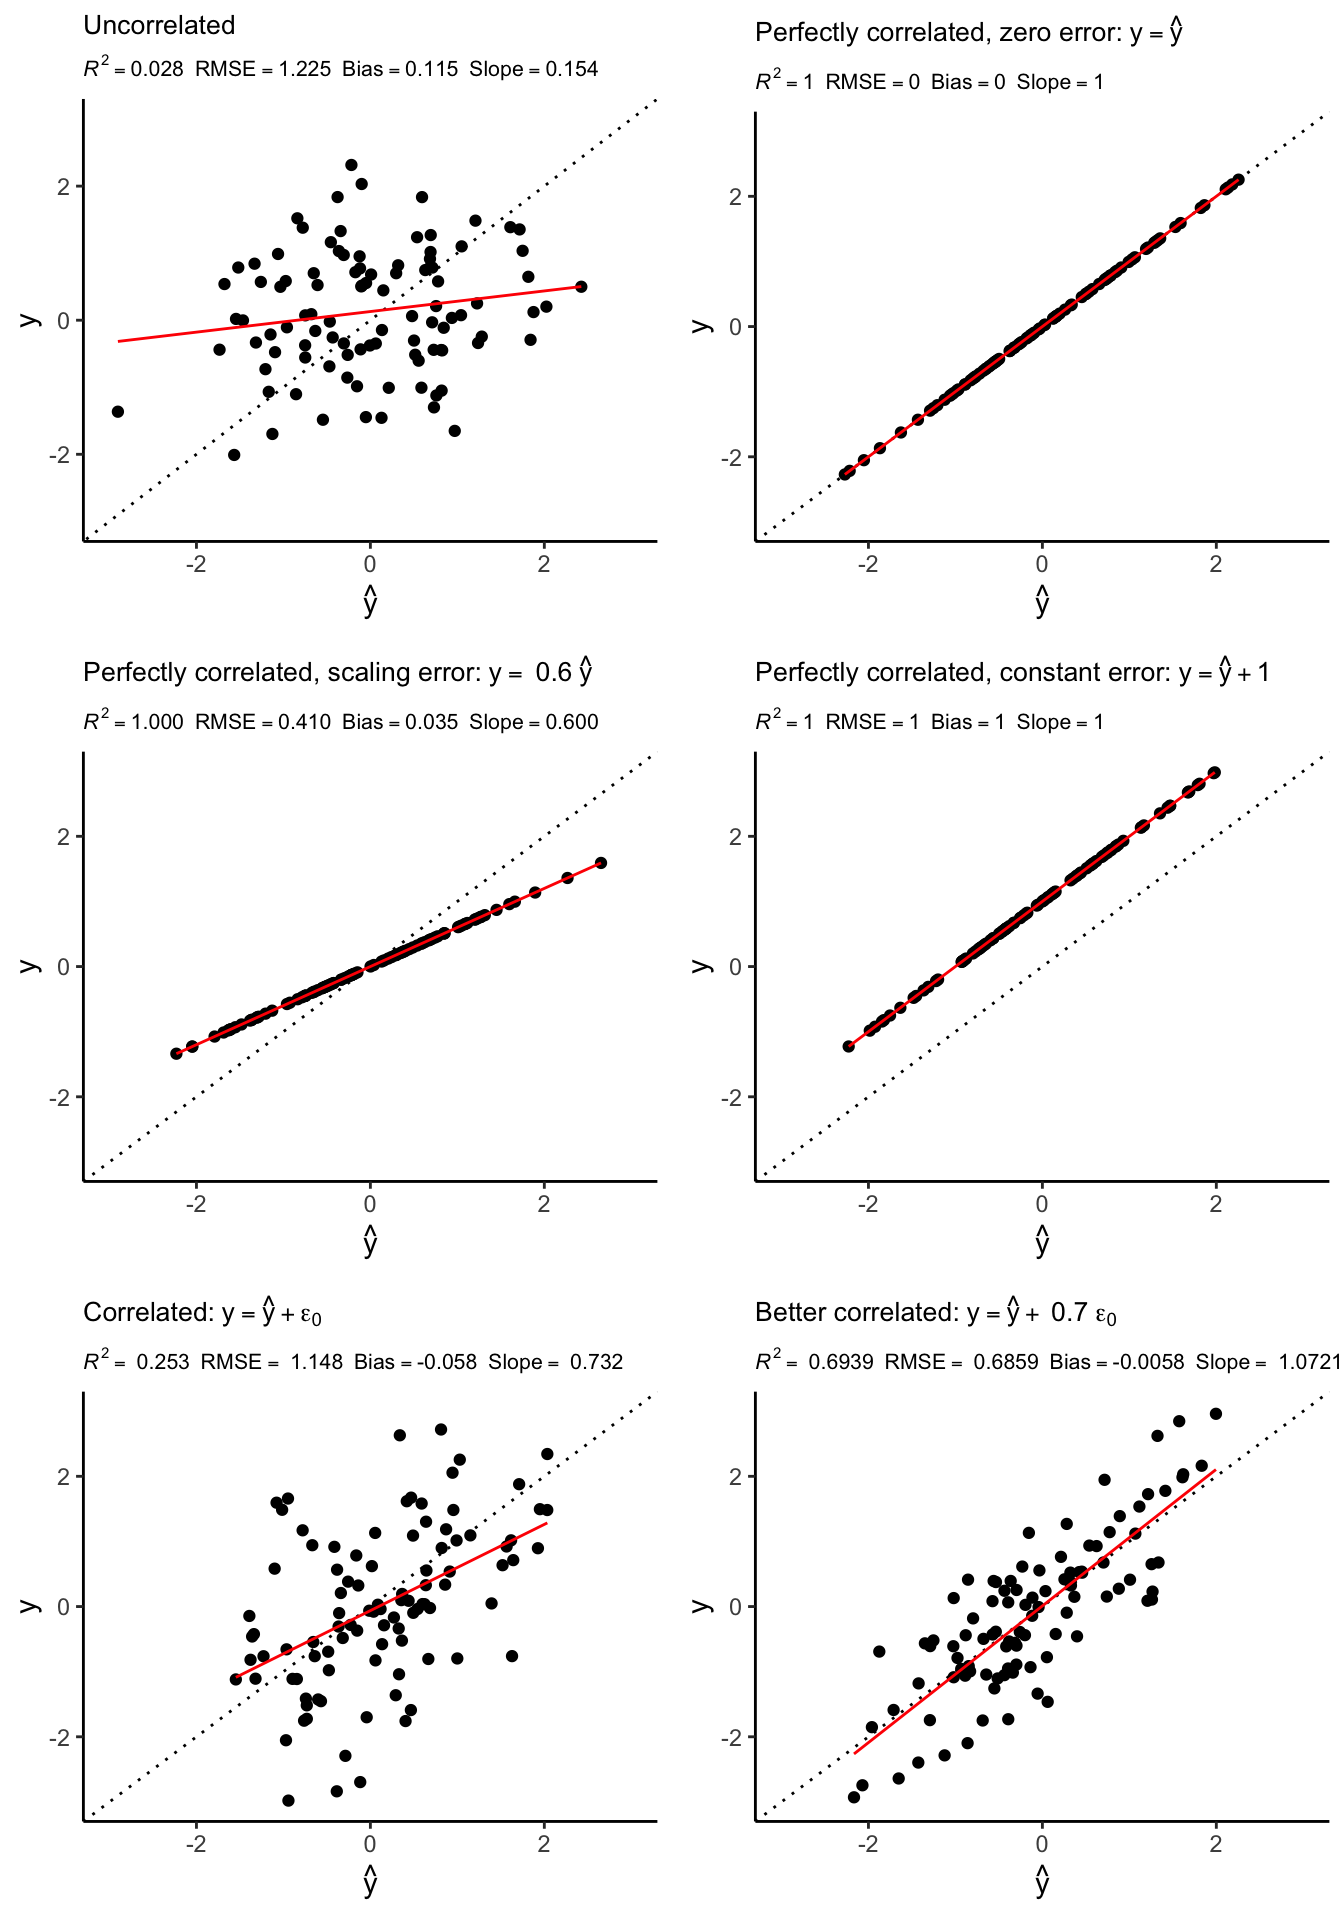 Uncorrelated
R² = 0.028 RMSE = 1.225 Bias = 0.115 Slope = 0.154
2
0
-2
y
-2 0 2
ŷ
Perfectly correlated, zero error: y = ŷ
R² = 1 RMSE = 0 Bias = 0 Slope = 1
2
0
-2
y
-2 0 2
ŷ
Perfectly correlated, scaling error: y = 0.6 ŷ
R² = 1.000 RMSE = 0.410 Bias = 0.035 Slope = 0.600
2
0
-2
y
-2 0 2
ŷ
Perfectly correlated, constant error: y = ŷ + 1
R² = 1 RMSE = 1 Bias = 1 Slope = 1
2
0
-2
y
-2 0 2
ŷ
Correlated: y = ŷ + ε₀
R² = 0.253 RMSE = 1.148 Bias = -0.058 Slope = 0.732
2
0
-2
y
-2 0 2
ŷ
Better correlated: y = ŷ + 0.7 ε₀
R² = 0.6939 RMSE = 0.6859 Bias = -0.0058 Slope = 1.0721
2
0
-2
y
-2 0 2
ŷ